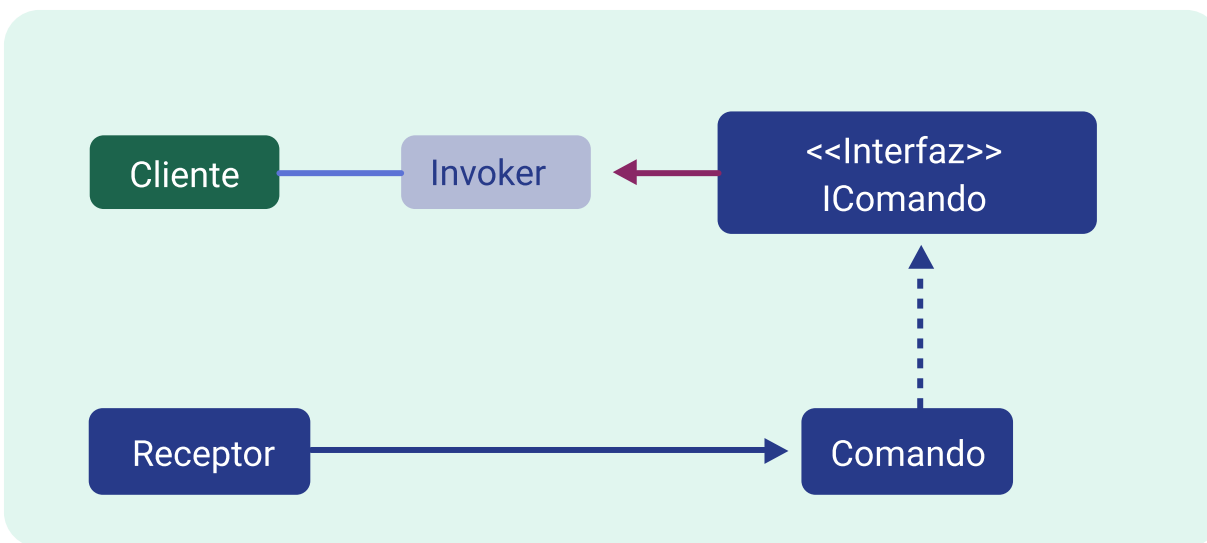 Cliente
Invoker
<<Interfaz>>
IComando
Receptor
Comando